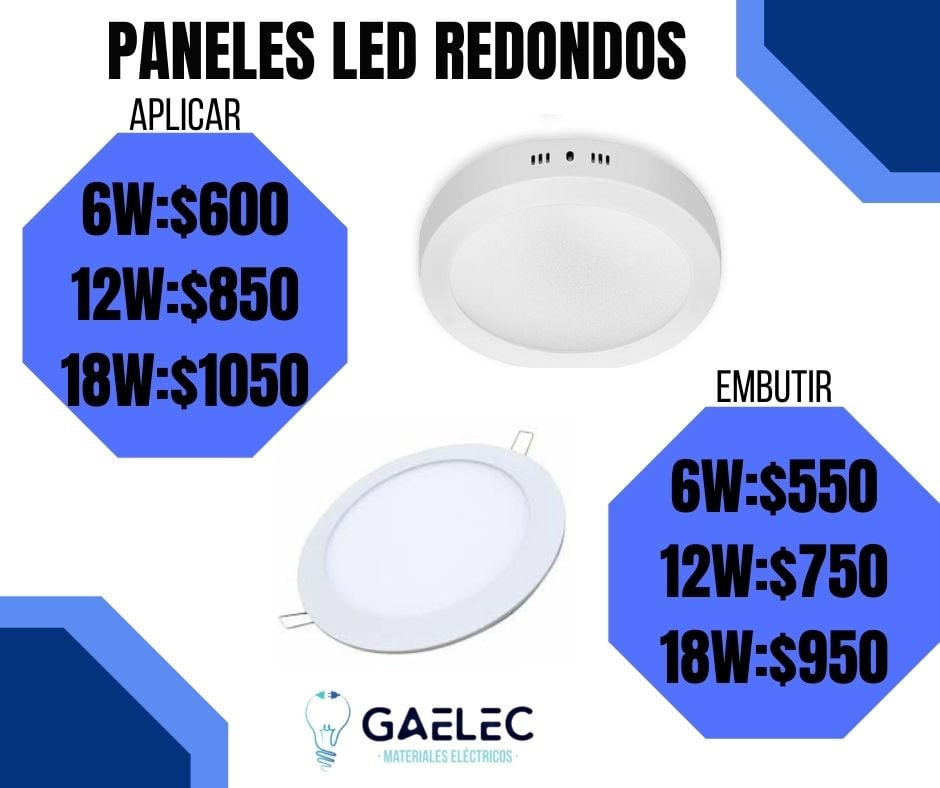 PANELES LED REDONDOS
APLICAR
6W:$600
12W:$850
18W:$1050
EMBUTIR
6W:$550
12W:$750
18W:$950
GAELEC
· MATERIALES ELÉCTRICOS ·